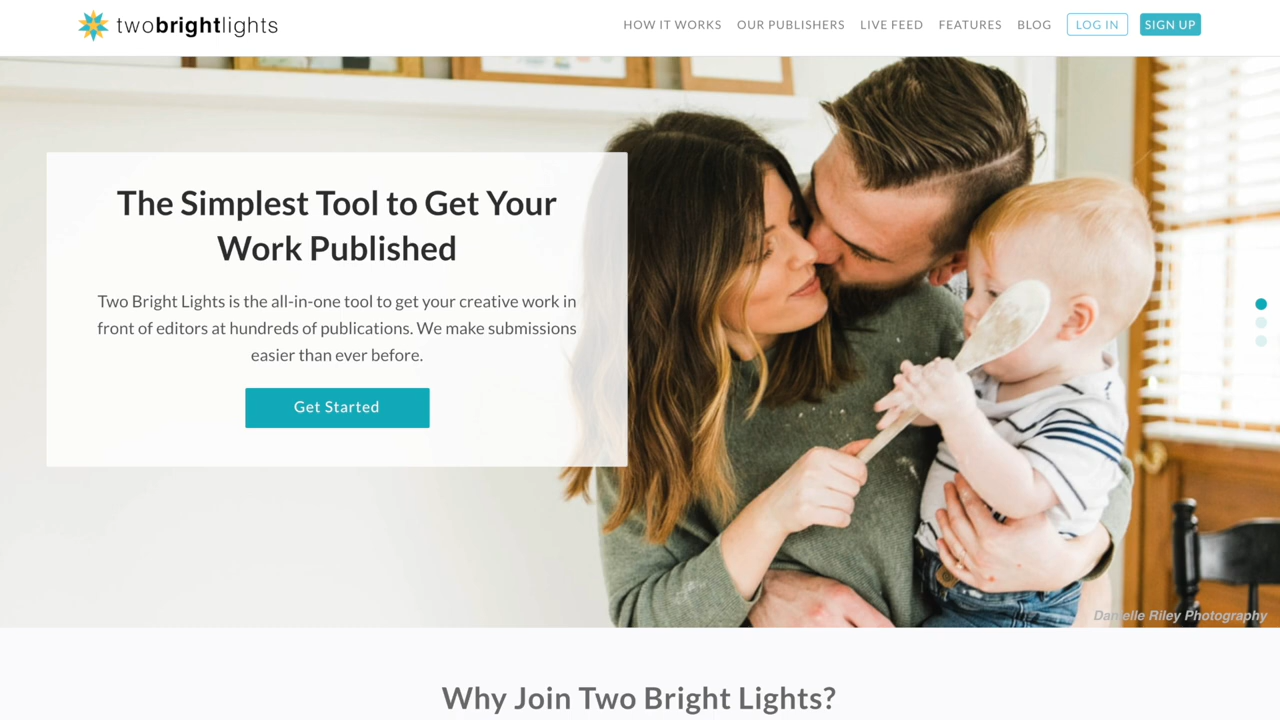 twobrightlights
HOW IT WORKS
OUR PUBLISHERS
LIVE FEED
FEATURES
BLOG
LOG IN
SIGN UP
The Simplest Tool to Get Your
Work Published
Two Bright Lights is the all-in-one tool to get your creative work in
front of editors at hundreds of publications. We make submissions
easier than ever before.
Get Started
Danielle Riley Photography
Why Join Two Bright Lights?